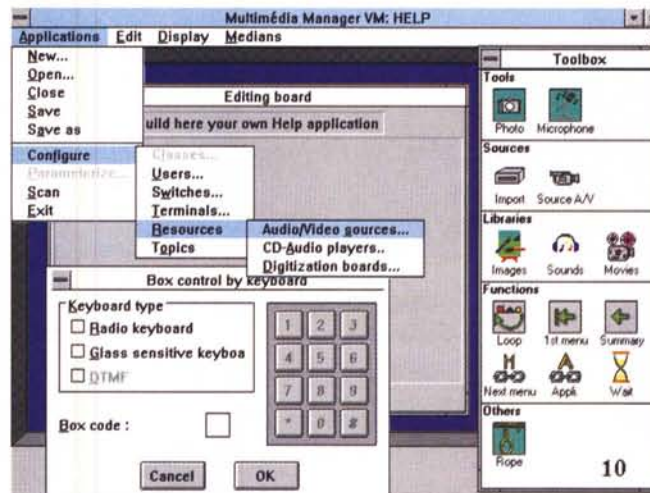 Multimédia Manager VM: HELP
Applications Edit Display Medians
New...
Open...
Close
Save
Save as
Configure
Parameterize...
Scan
Exit
Classes...
Users...
Switches...
Terminals...
Resources
Topics
Audio/Video sources...
CD-Audio players..
Digitization boards...
Editing board
uild here your own Help application
Box control by keyboard
Keyboard type
Radio keyboard
Glass sensitive keyboa
DTMF
Box code :
1 2 3
4 5 6
7 8 9
* 0 #
Cancel OK
Toolbox
Tools
Photo Microphone
Sources
Import Source A/V
Libraries
Images Sounds Movies
Functions
Loop 1st menu Summary
Next menu Appli Wait
Others
Rope
10